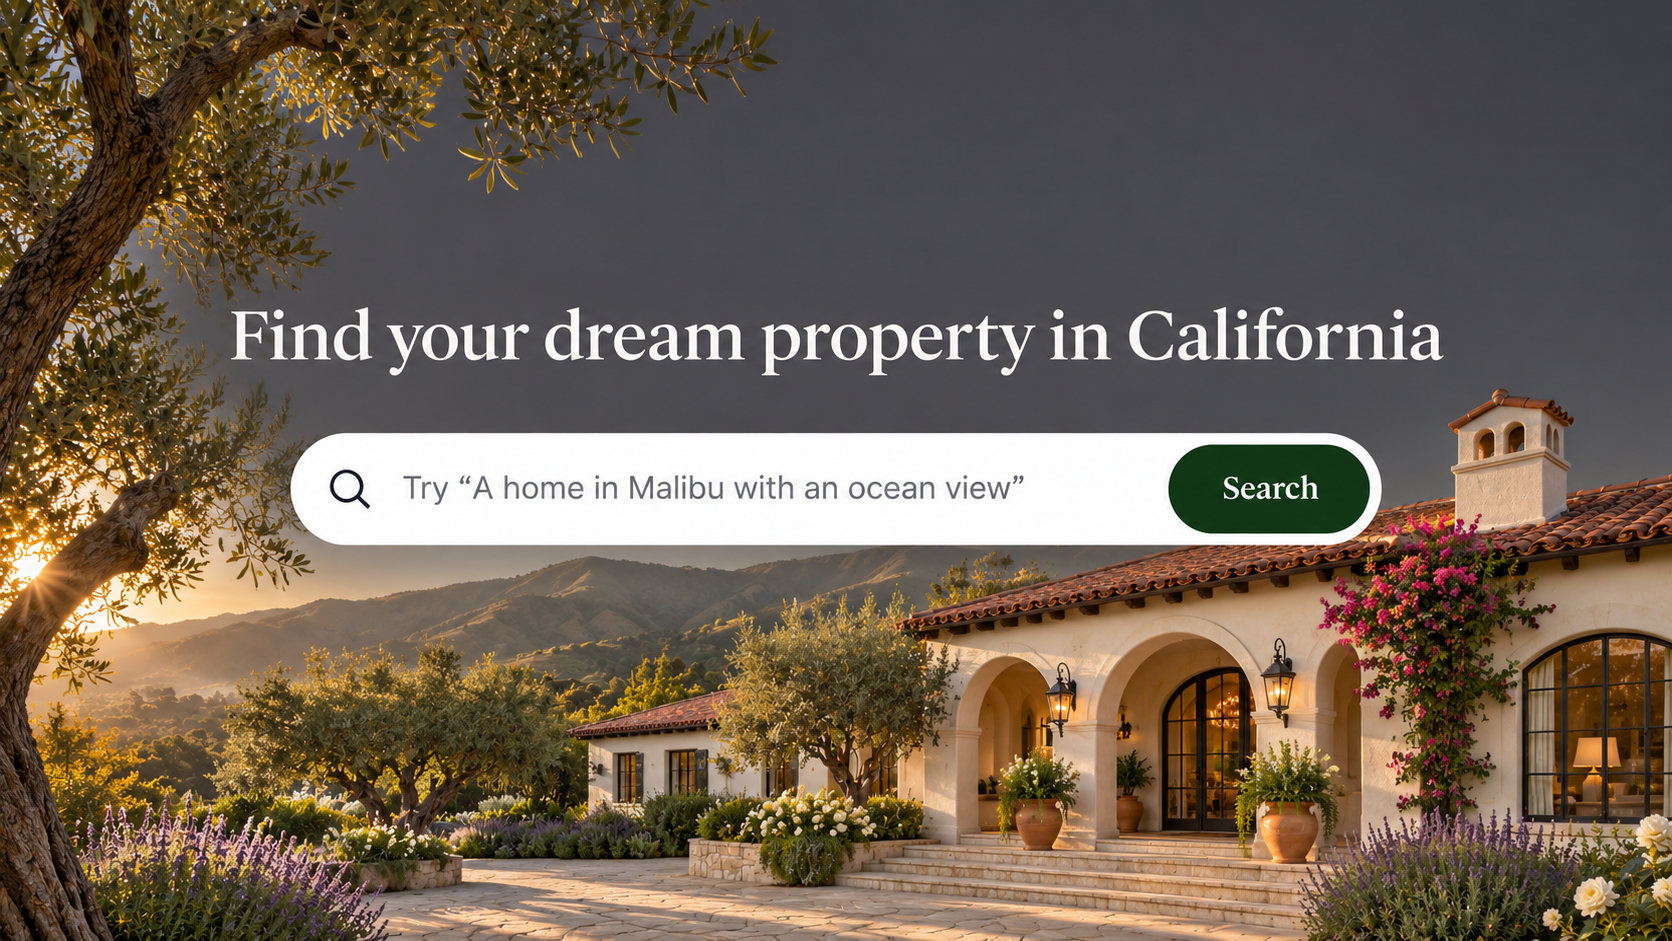 Find your dream property in California
Try “A home in Malibu with an ocean view”
Search